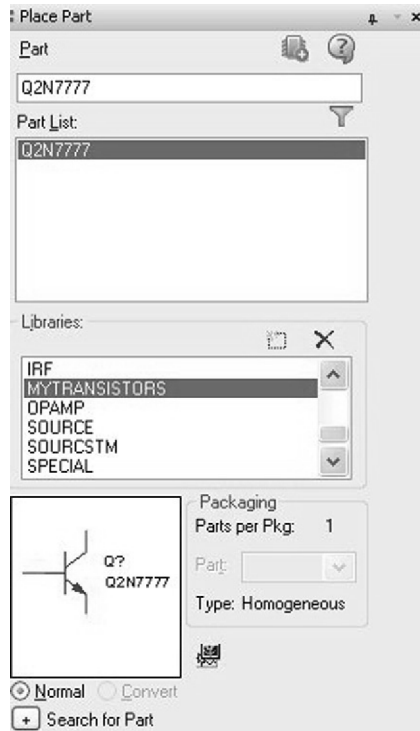 Place Part
Part
Q2N7777
Part List:
Q2N7777
Libraries:
IRF
MYTRANSISTORS
OPAMP
SOURCE
SOURCSTM
SPECIAL
Packaging
Parts per Pkg: 1
Part:
Type: Homogeneous
Q?
Q2N7777
Normal Convert
+ Search for Part